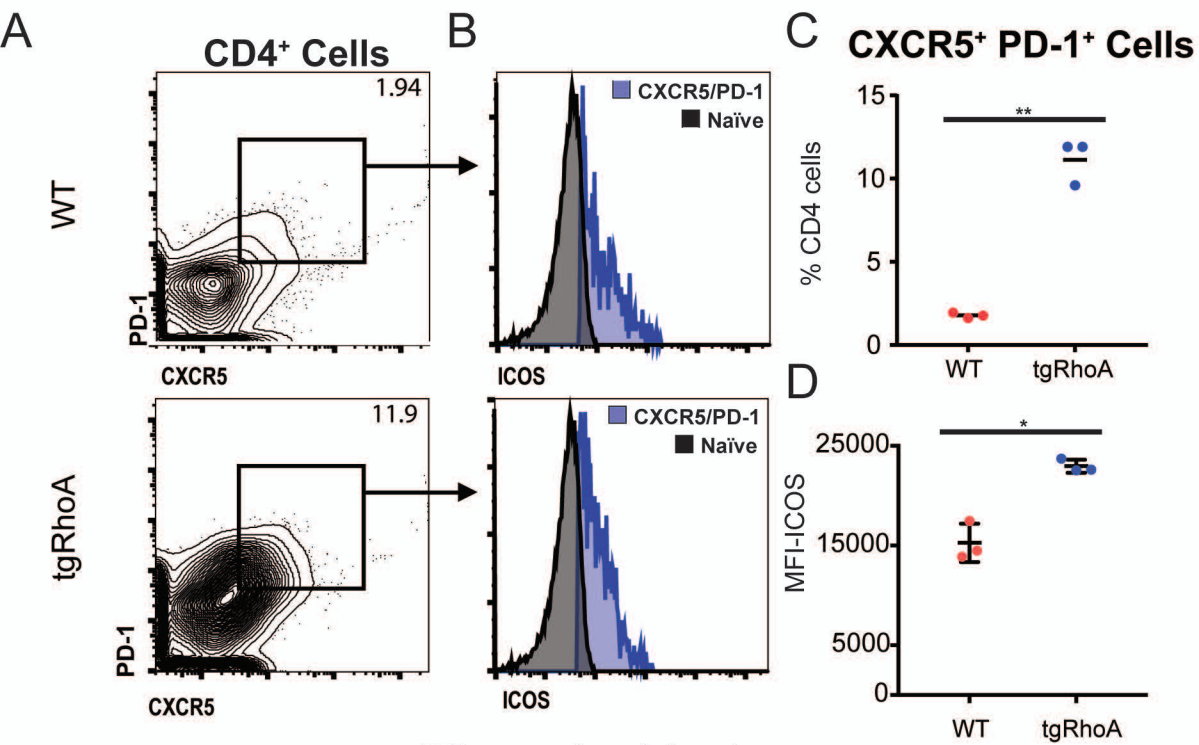 A
CD4+ Cells
WT
1.94
PD-1
CXCR5
tgRhoA
11.9
PD-1
CXCR5
B
CXCR5/PD-1
Naïve
ICOS
CXCR5/PD-1
Naïve
ICOS
C
CXCR5+ PD-1+ Cells
% CD4 cells
15
10
5
0
**
WT tgRhoA
D
MFI-ICOS
25000
15000
5000
0
*
WT tgRhoA